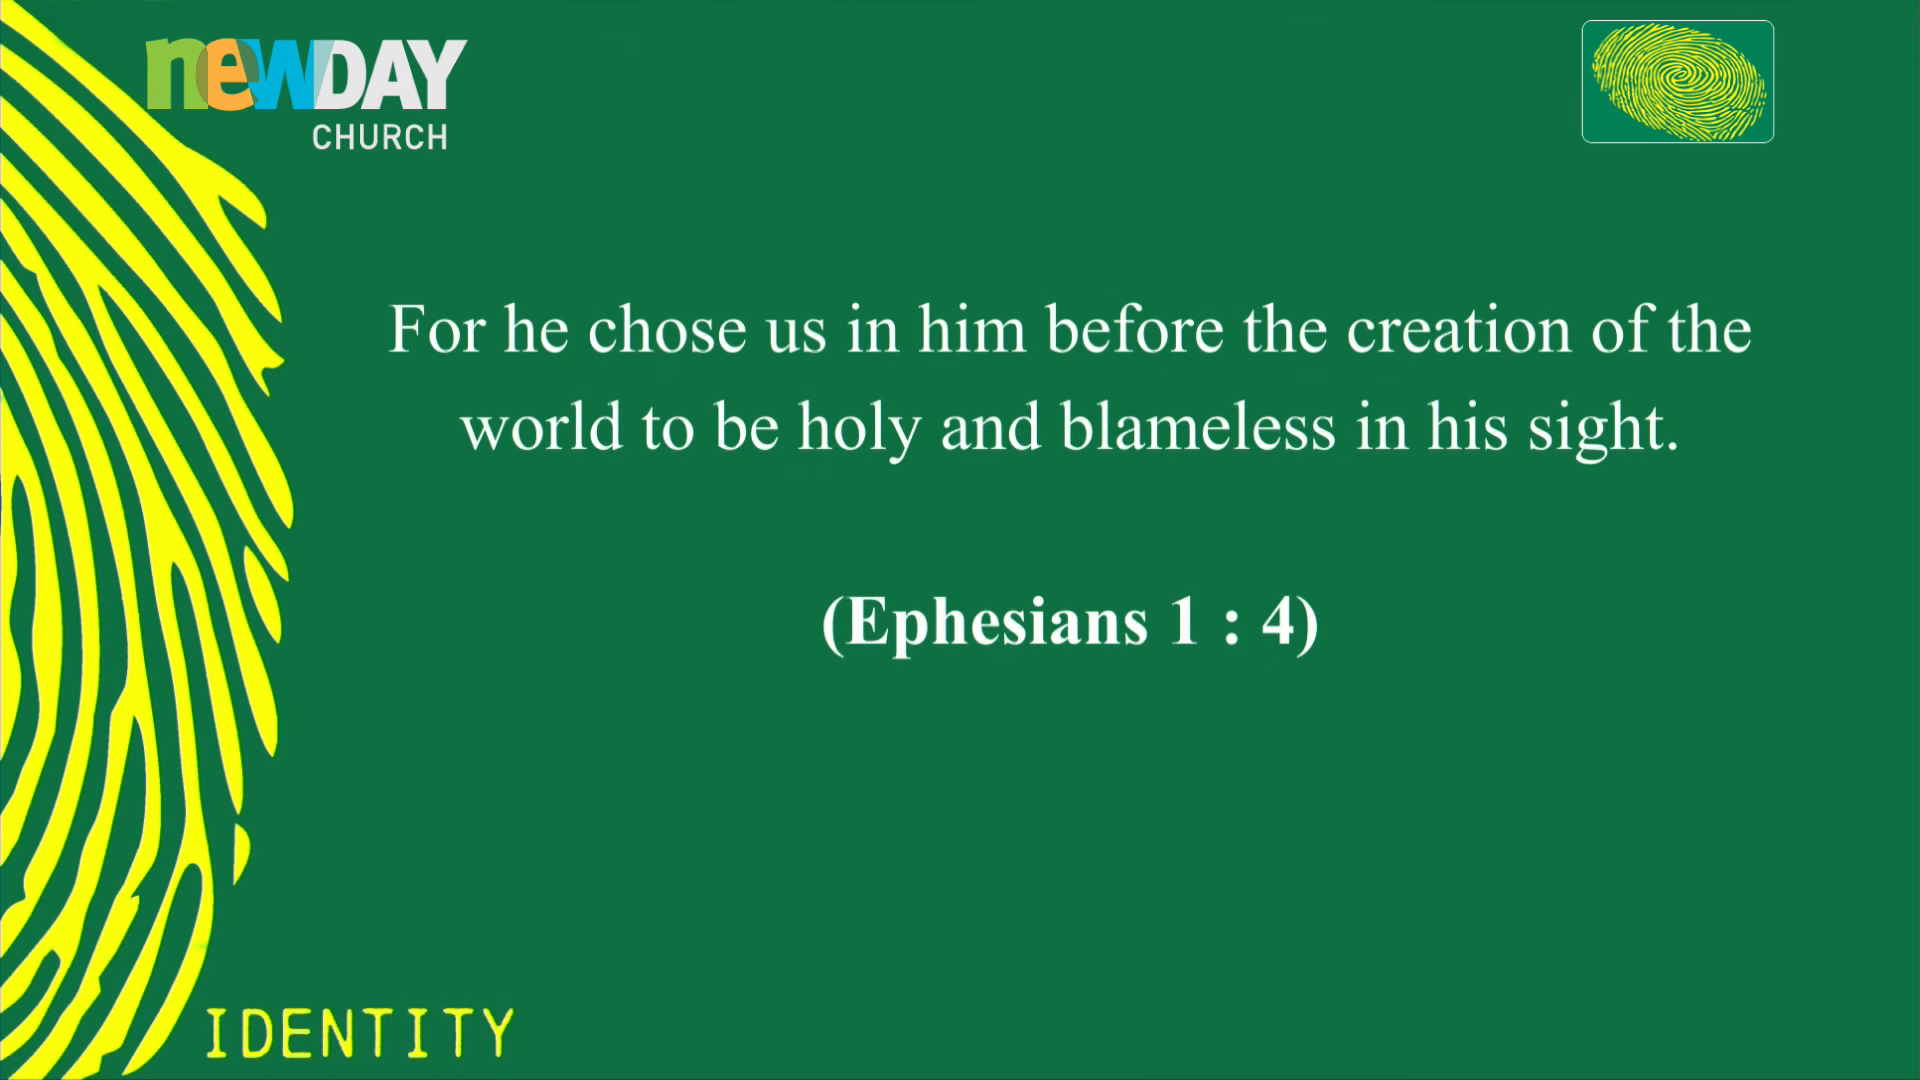 newDAY
CHURCH
For he chose us in him before the creation of the
world to be holy and blameless in his sight.
(Ephesians 1 : 4)
IDENTITY